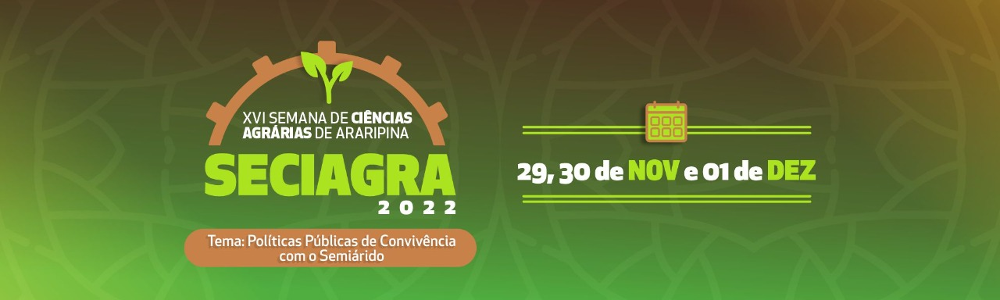 XVI SEMANA DE CIÊNCIAS
AGRÁRIAS DE ARARIPINA
SECIAGRA
2022
Tema: Políticas Públicas de Convivência
com o Semiárido
29, 30 de NOV e 01 de DEZ